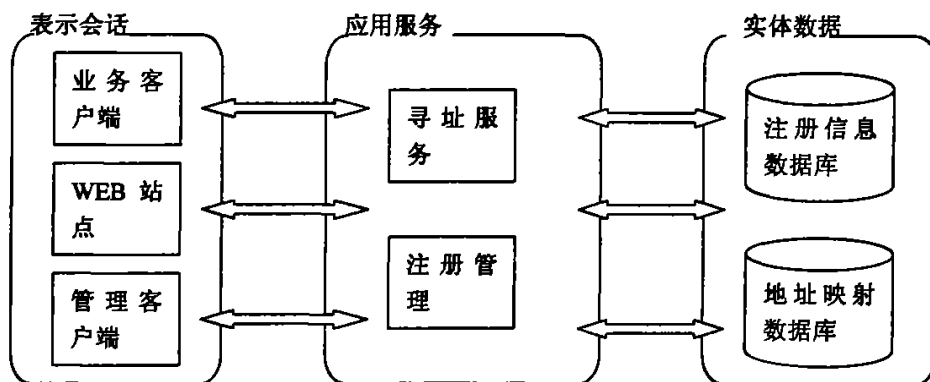 表示会话
应用服务
实体数据
业务客
户端
WEB 站
点
管理客
户端
寻址服
务
注册管
理
注册信息
数据库
地址映射
数据库